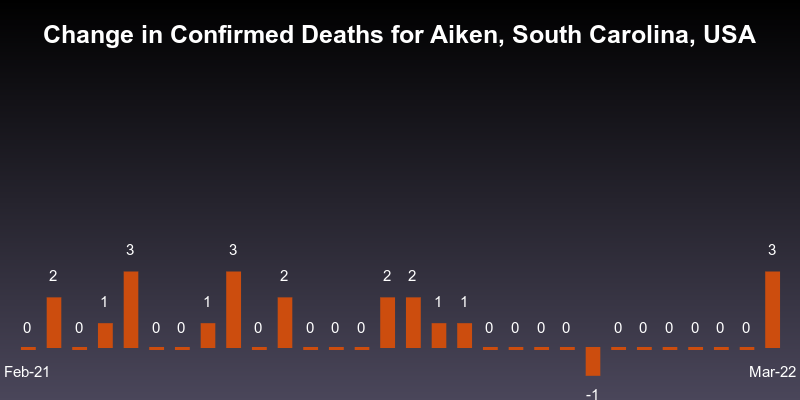 Change in Confirmed Deaths for Aiken, South Carolina, USA
3 3 3
2 2 2 2
1 1 1 1
0 0 0 0 0 0 0 0 0 0 0 0 0 0 0 0 0 0 0
Feb-21 Mar-22
-1